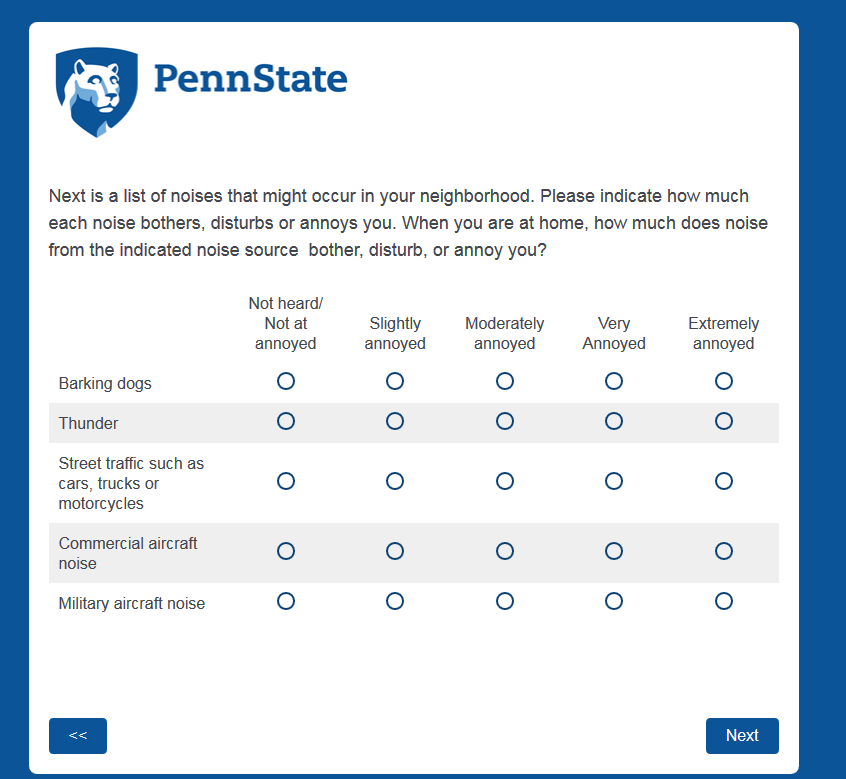 PennState
Next is a list of noises that might occur in your neighborhood. Please indicate how much
each noise bothers, disturbs or annoys you. When you are at home, how much does noise
from the indicated noise source  bother, disturb, or annoy you?
Not heard/
Not at
annoyed
Slightly
annoyed
Moderately
annoyed
Very
Annoyed
Extremely
annoyed
Barking dogs
Thunder
Street traffic such as
cars, trucks or
motorcycles
Commercial aircraft
noise
Military aircraft noise
<<
Next